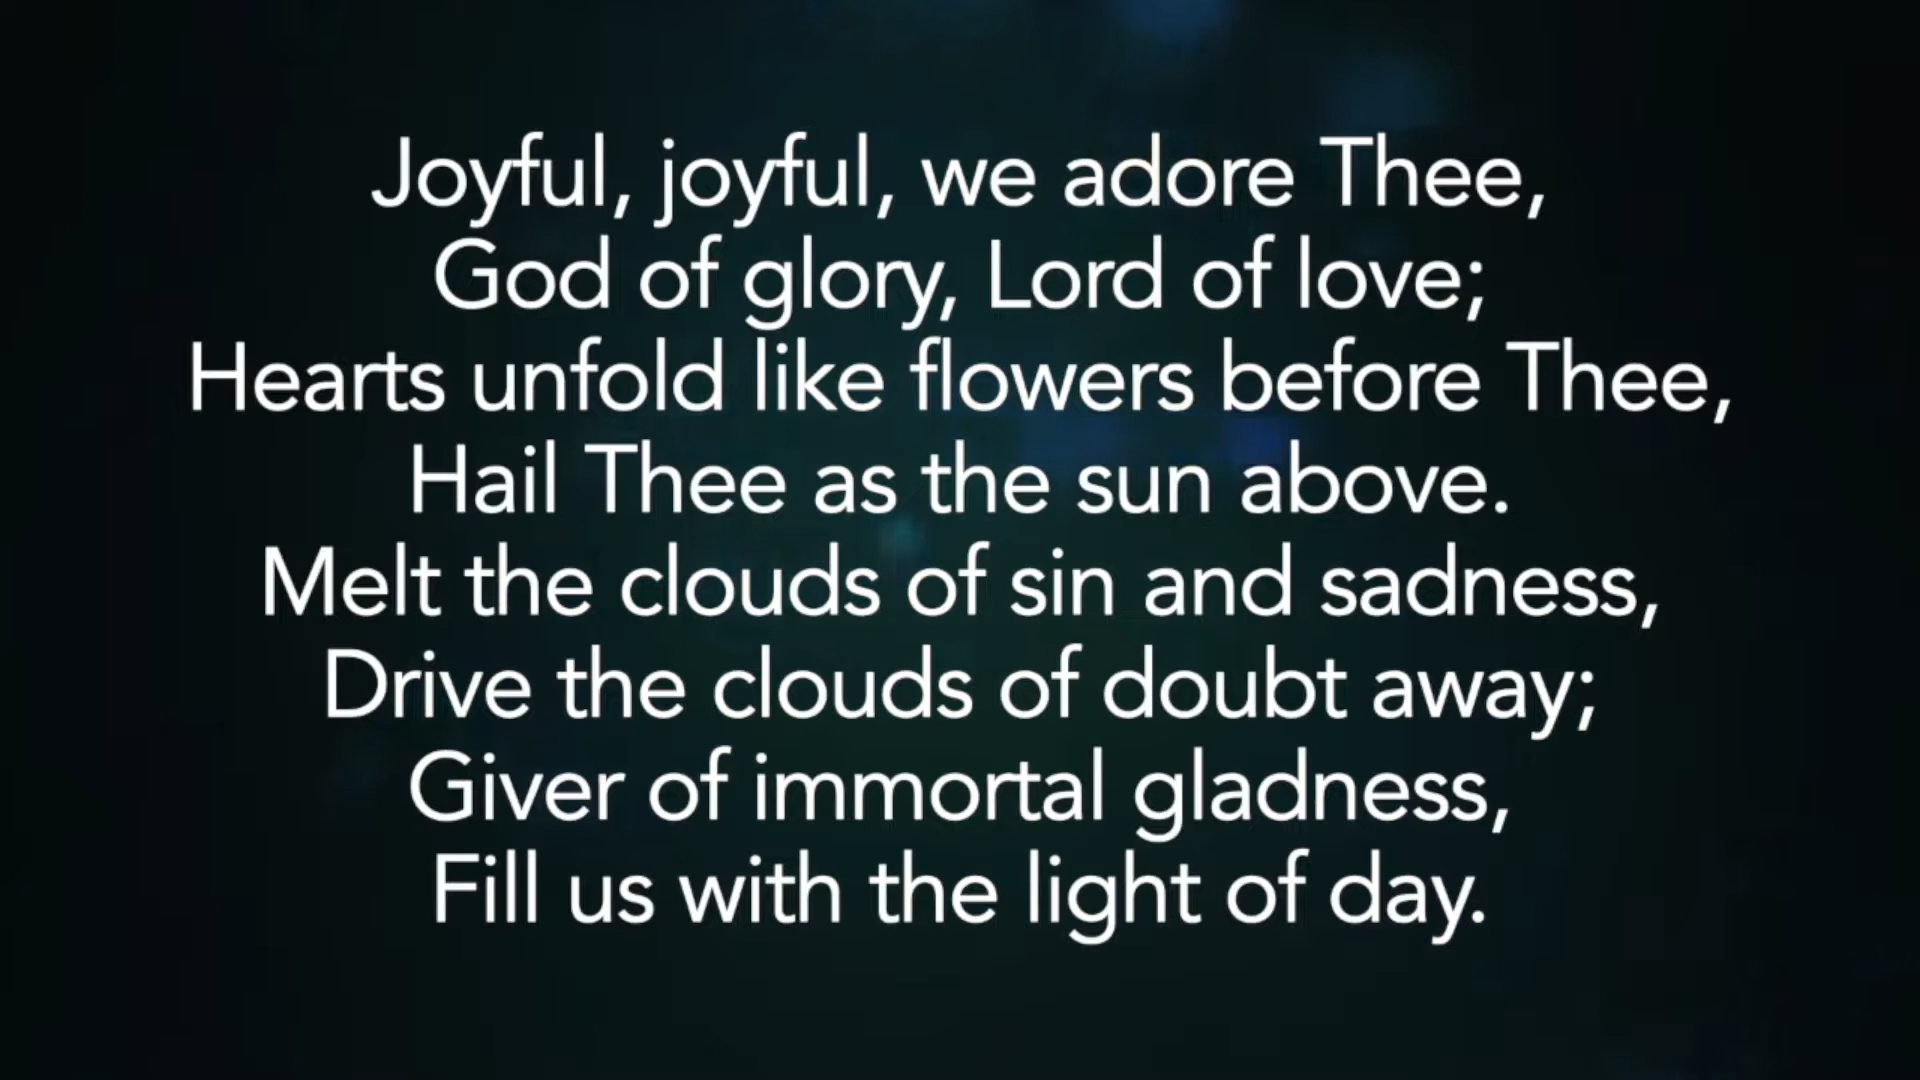 Joyful, joyful, we adore Thee,
God of glory, Lord of love;
Hearts unfold like flowers before Thee,
Hail Thee as the sun above.
Melt the clouds of sin and sadness,
Drive the clouds of doubt away;
Giver of immortal gladness,
Fill us with the light of day.